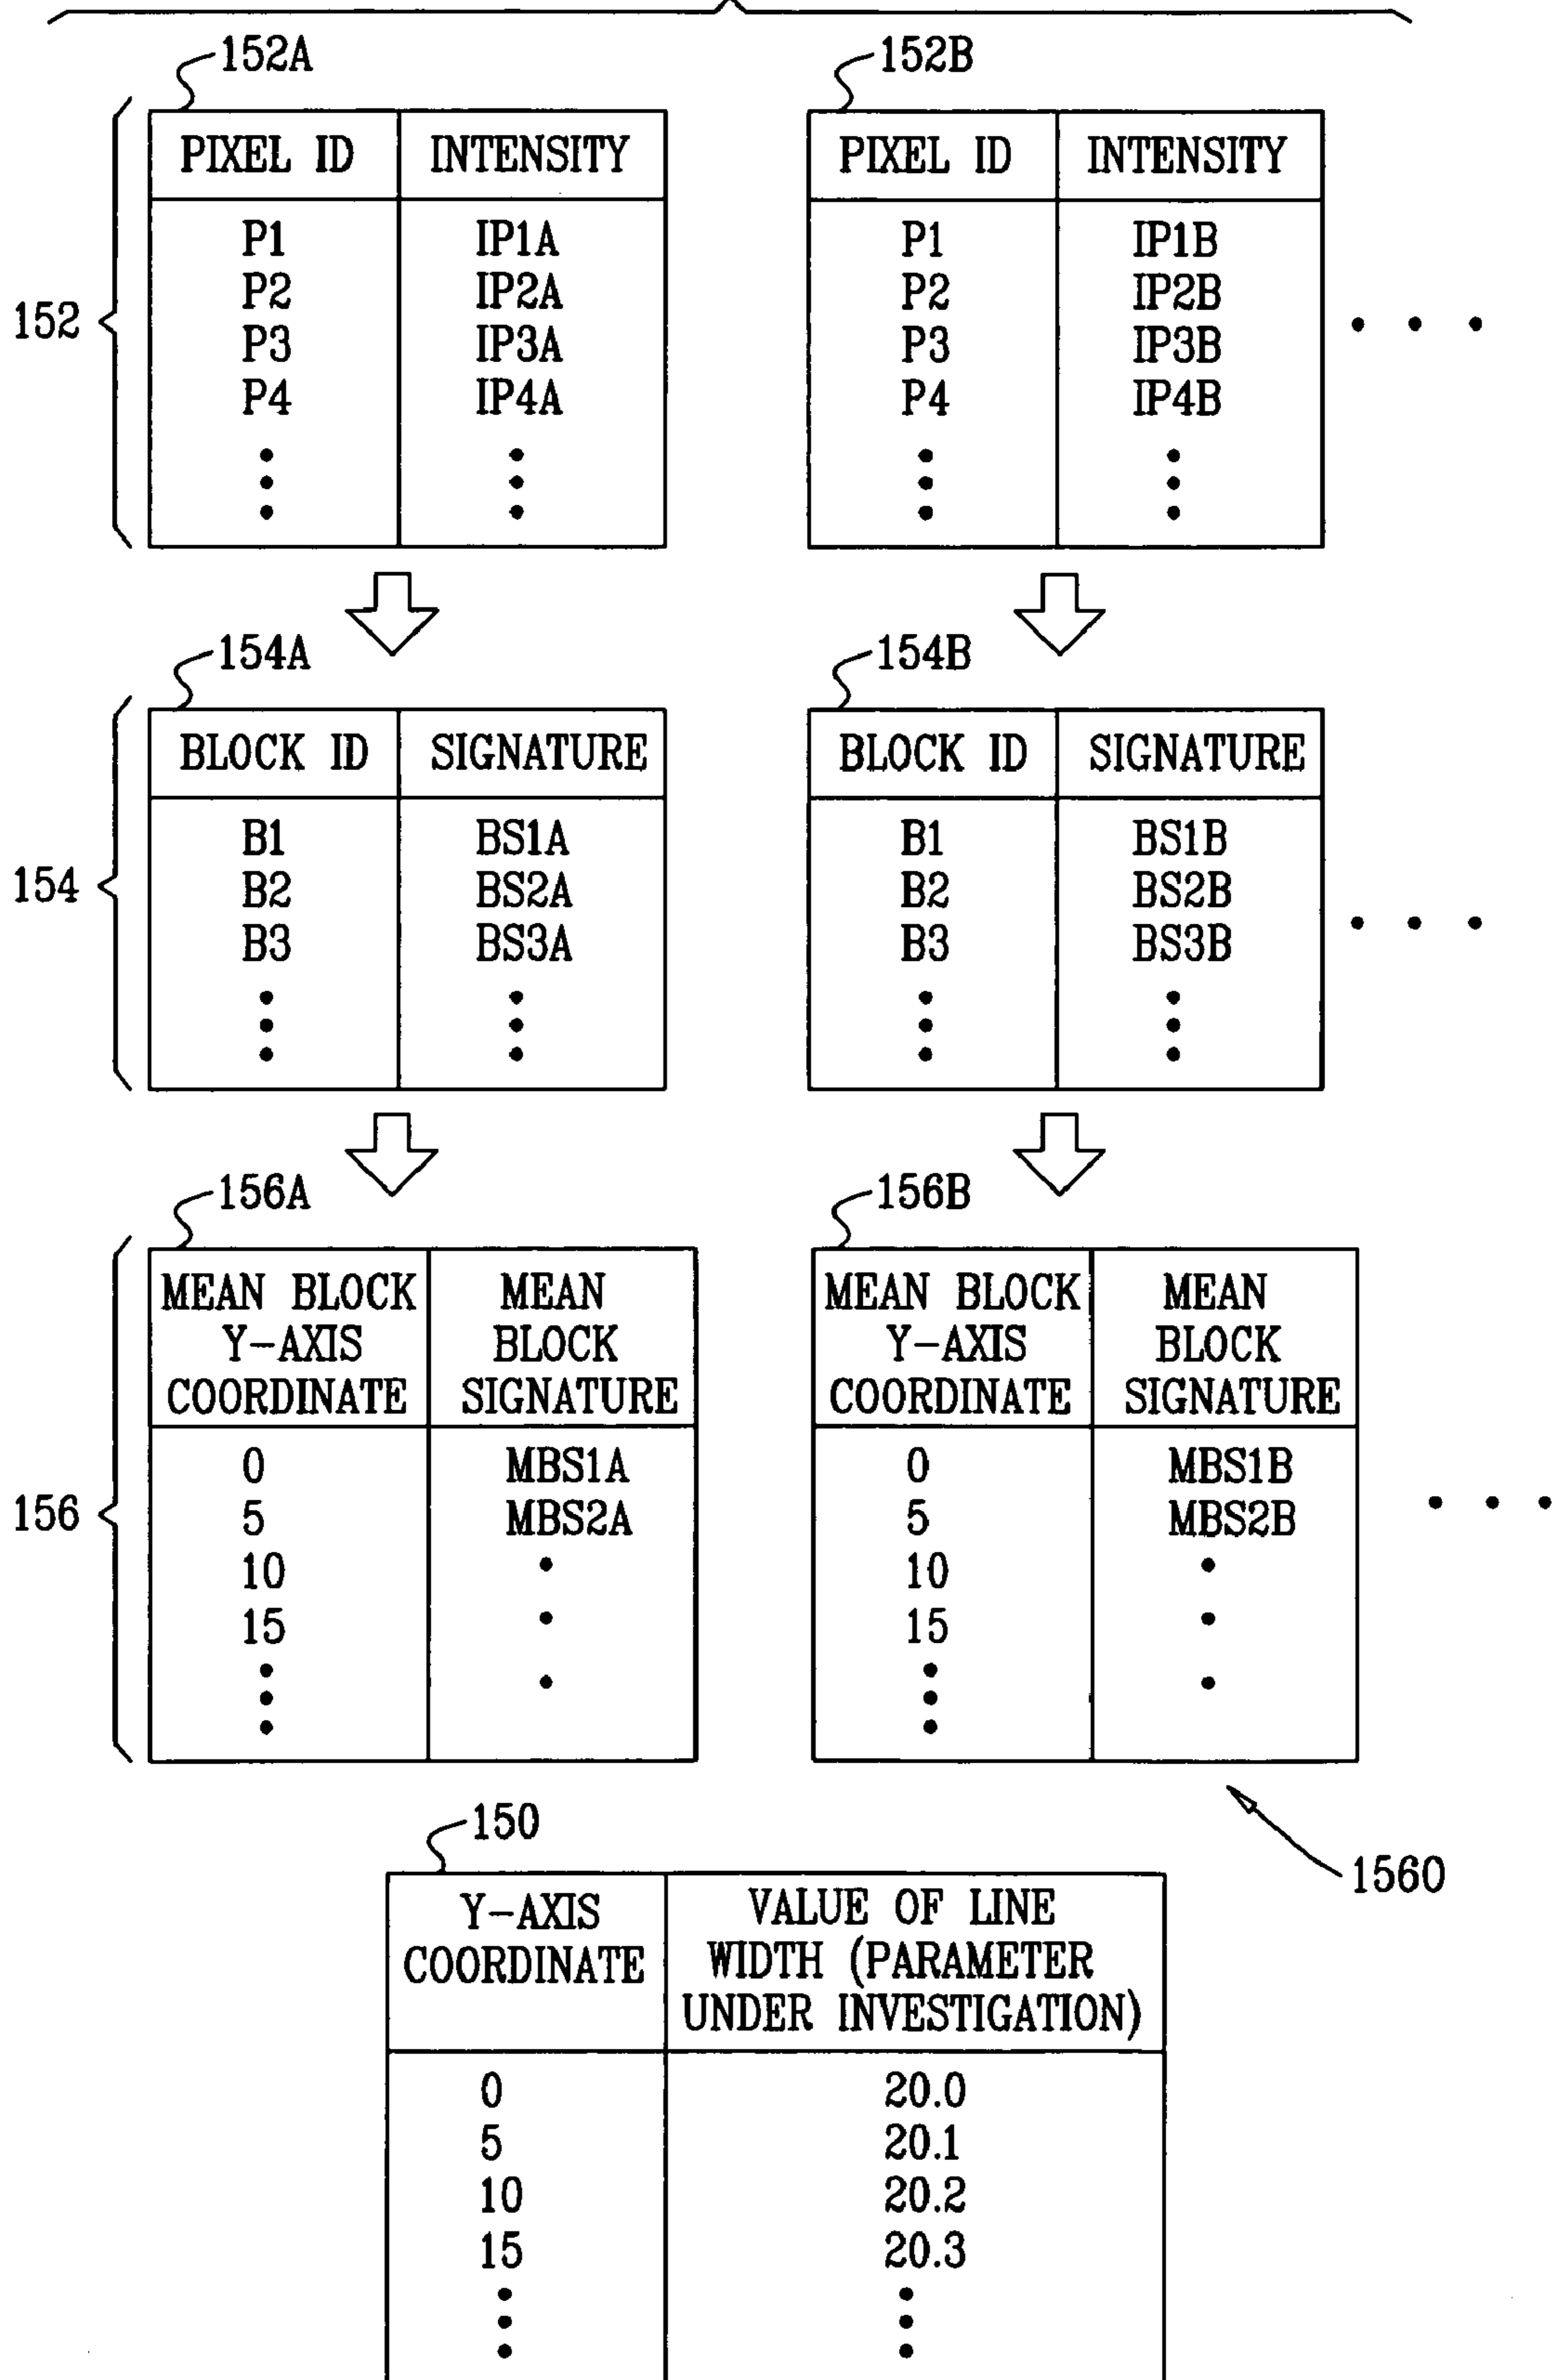 152A 152B
PIXEL ID INTENSITY PIXEL ID INTENSITY
P1 IP1A P1 IP1B
P2 IP2A P2 IP2B
152 P3 IP3A P3 IP3B
P4 IP4A P4 IP4B
154A 154B
BLOCK ID SIGNATURE BLOCK ID SIGNATURE
B1 BS1A B1 BS1B
154 B2 BS2A B2 BS2B
B3 BS3A B3 BS3B
156A 156B
MEAN BLOCK MEAN MEAN BLOCK MEAN
Y-AXIS BLOCK Y-AXIS BLOCK
COORDINATE SIGNATURE COORDINATE SIGNATURE
0 MBS1A 0 MBS1B
156 5 MBS2A 5 MBS2B
10 10
15 15
150
1560
Y-AXIS VALUE OF LINE
COORDINATE WIDTH (PARAMETER
UNDER INVESTIGATION)
0 20.0
5 20.1
10 20.2
15 20.3